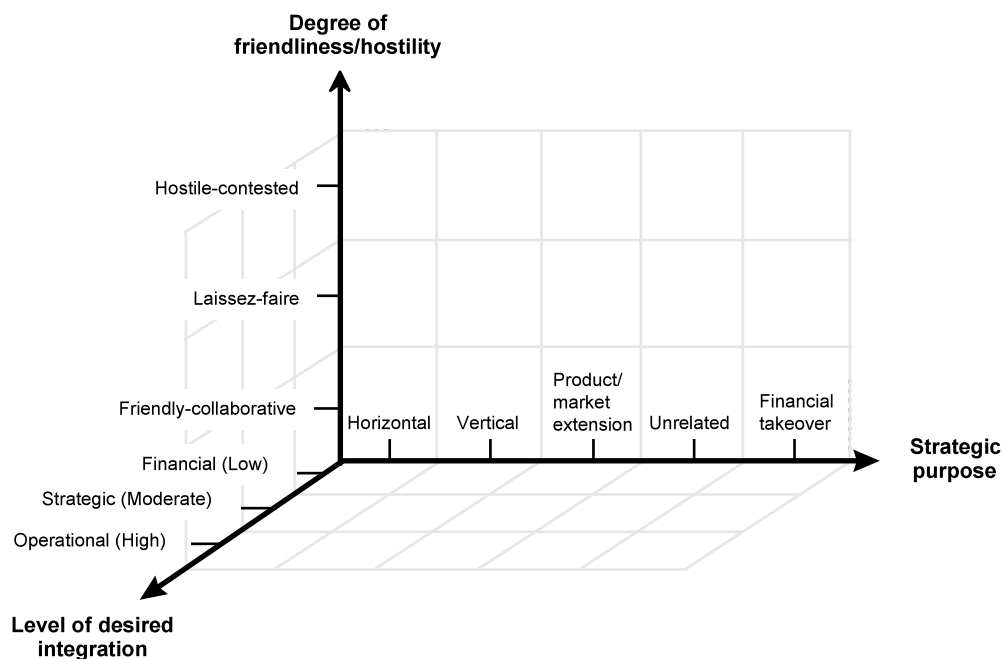 Degree of
friendliness/hostility
Hostile-contested
Laissez-faire
Friendly-collaborative
Horizontal
Vertical
Product/
market
extension
Unrelated
Financial
takeover
Strategic
purpose
Financial (Low)
Strategic (Moderate)
Operational (High)
Level of desired
integration